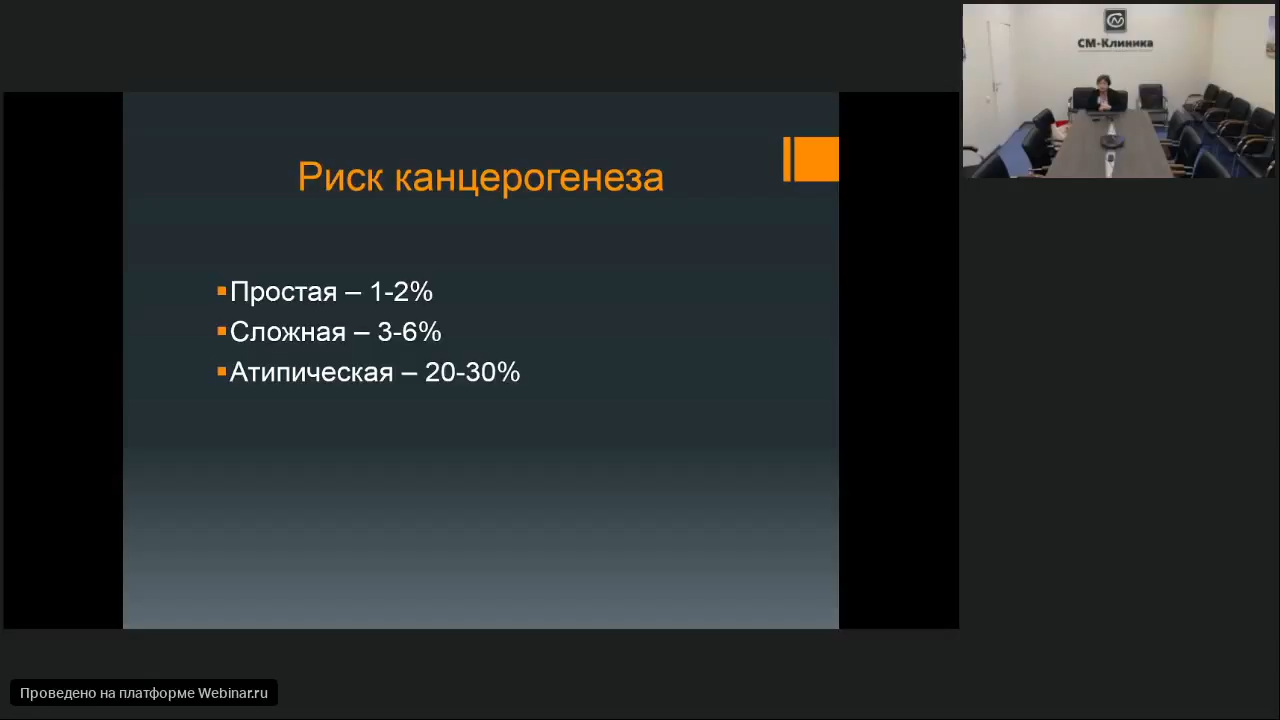 СМ-Клиника
Риск канцерогенеза
Простая – 1-2%
Сложная – 3-6%
Атипическая – 20-30%
Проведено на платформе Webinar.ru